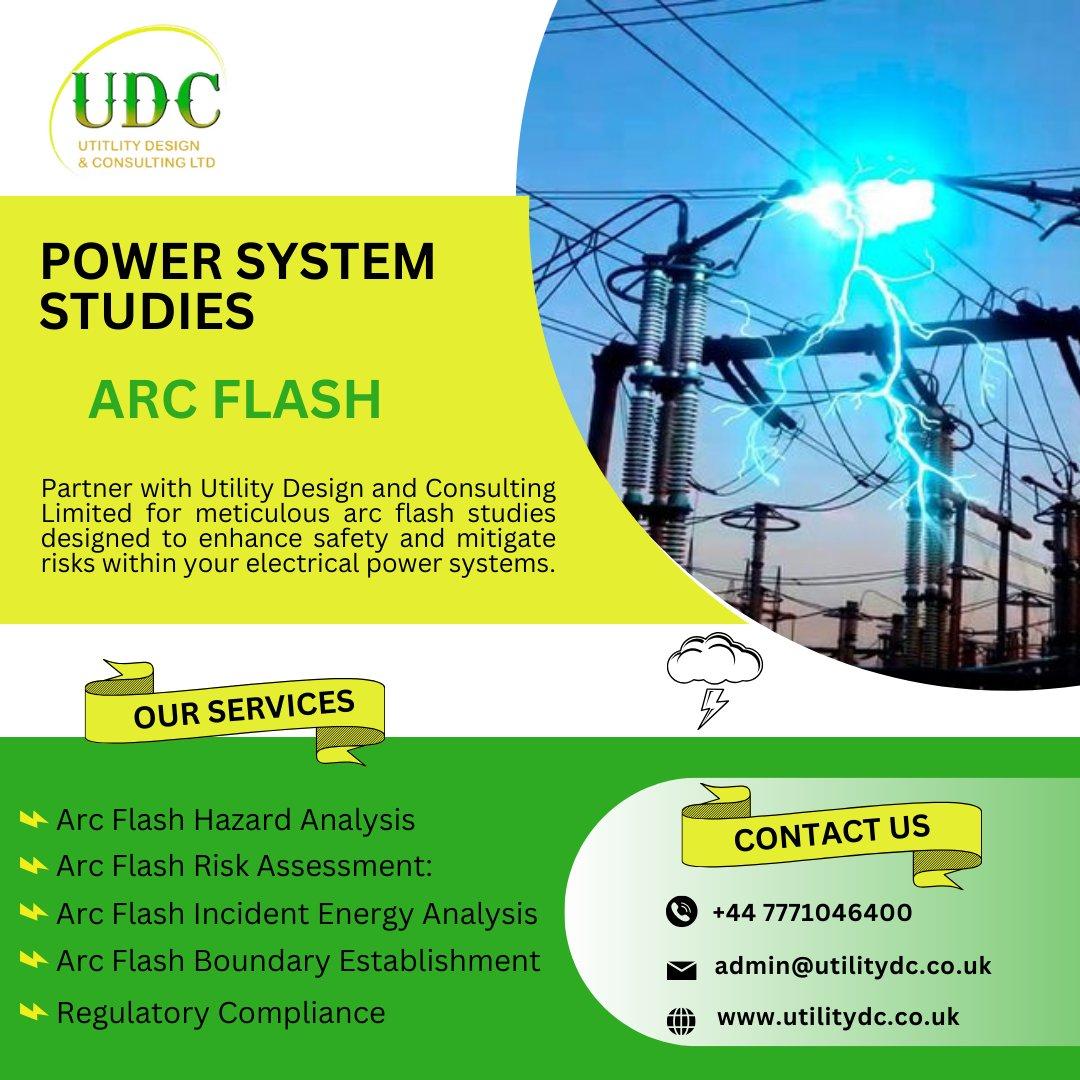 UDC
UTITLITY DESIGN
& CONSULTING LTD
POWER SYSTEM
STUDIES
ARC FLASH
Partner with Utility Design and Consulting
Limited for meticulous arc flash studies
designed to enhance safety and mitigate
risks within your electrical power systems.
OUR SERVICES
Arc Flash Hazard Analysis
Arc Flash Risk Assessment:
Arc Flash Incident Energy Analysis
Arc Flash Boundary Establishment
Regulatory Compliance
CONTACT US
+44 7771046400
admin@utilitydc.co.uk
www.utilitydc.co.uk